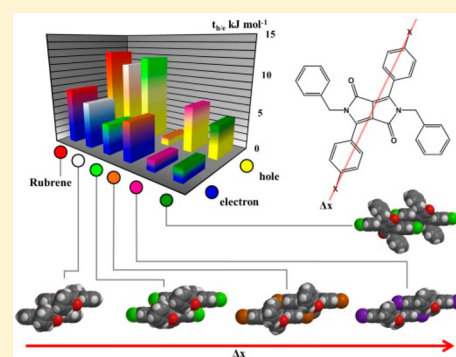 t_h/e kJ mol⁻¹
15
10
5
0
hole
electron
Rubrene
X
O
N
N
O
X
Δx
Δx